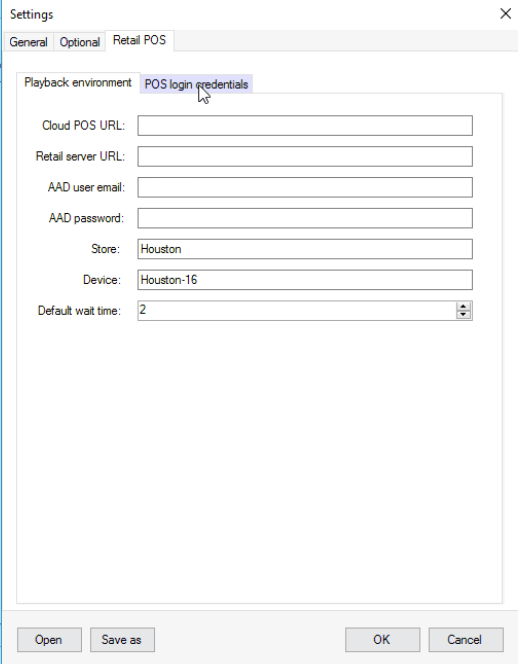 Settings
General Optional Retail POS
Playback environment POS login credentials
Cloud POS URL:
Retail server URL:
AAD user email:
AAD password:
Store: Houston
Device: Houston-16
Default wait time: 2
Open Save as OK Cancel